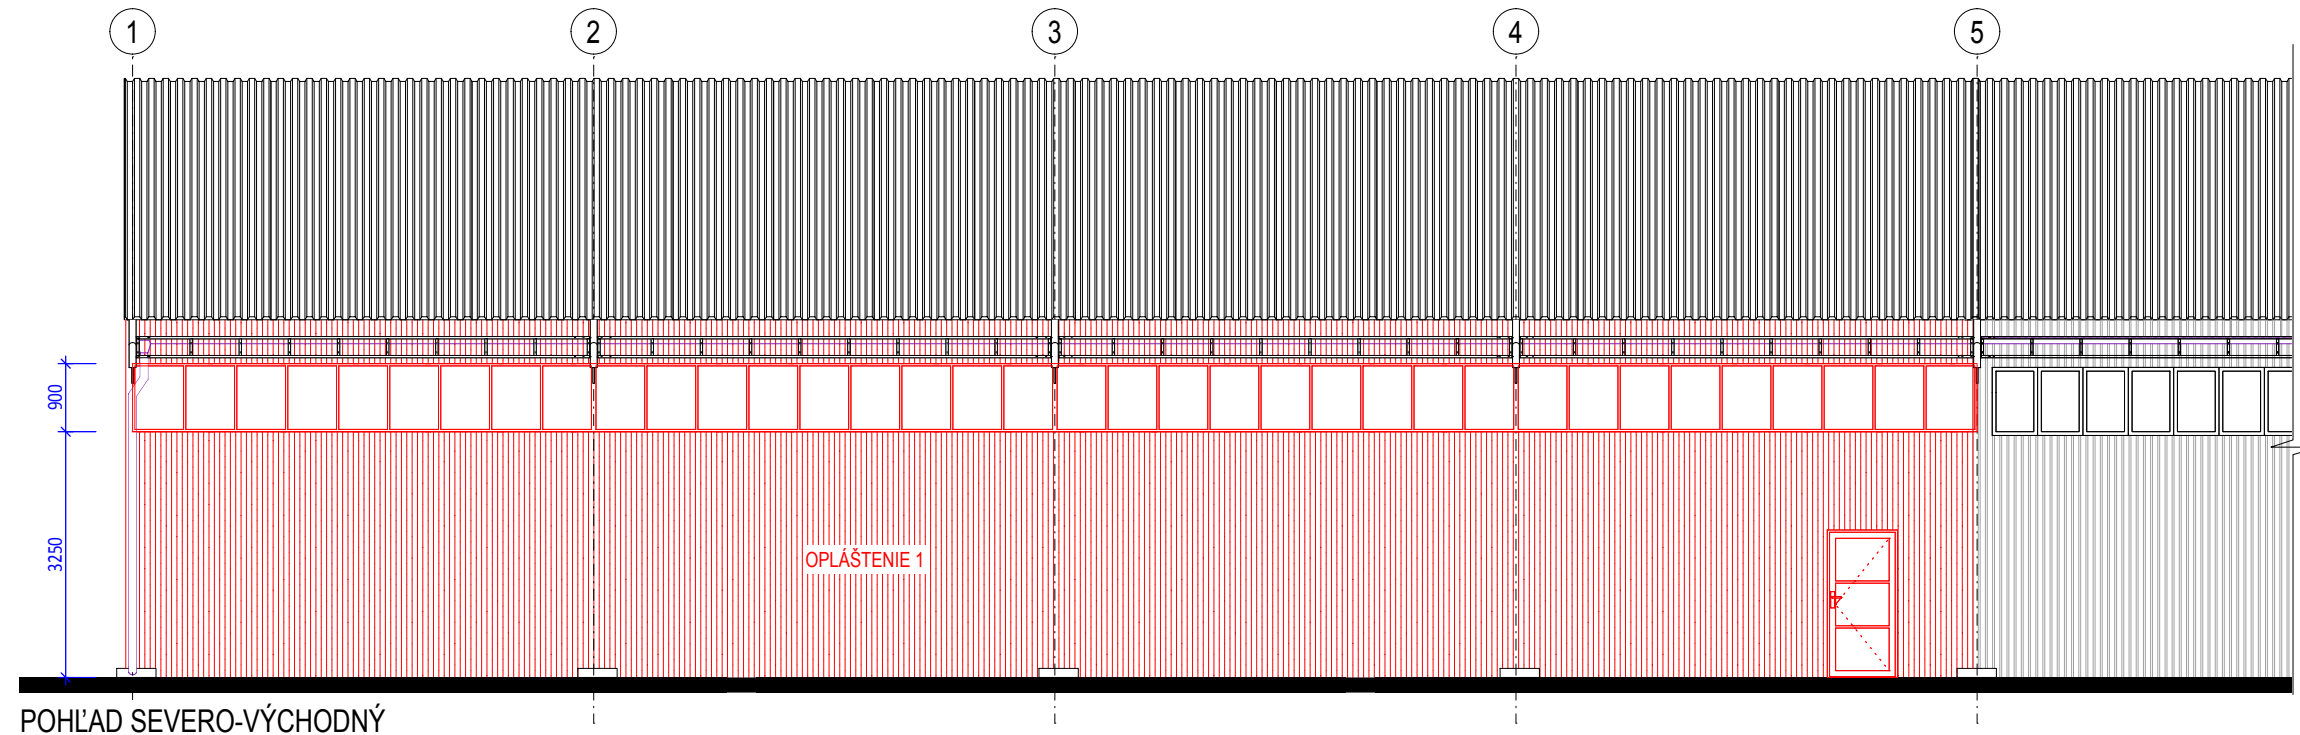 1 2 3 4 5
900
3250
OPLÁŠTENIE 1
POHĽAD SEVERO-VÝCHODNÝ